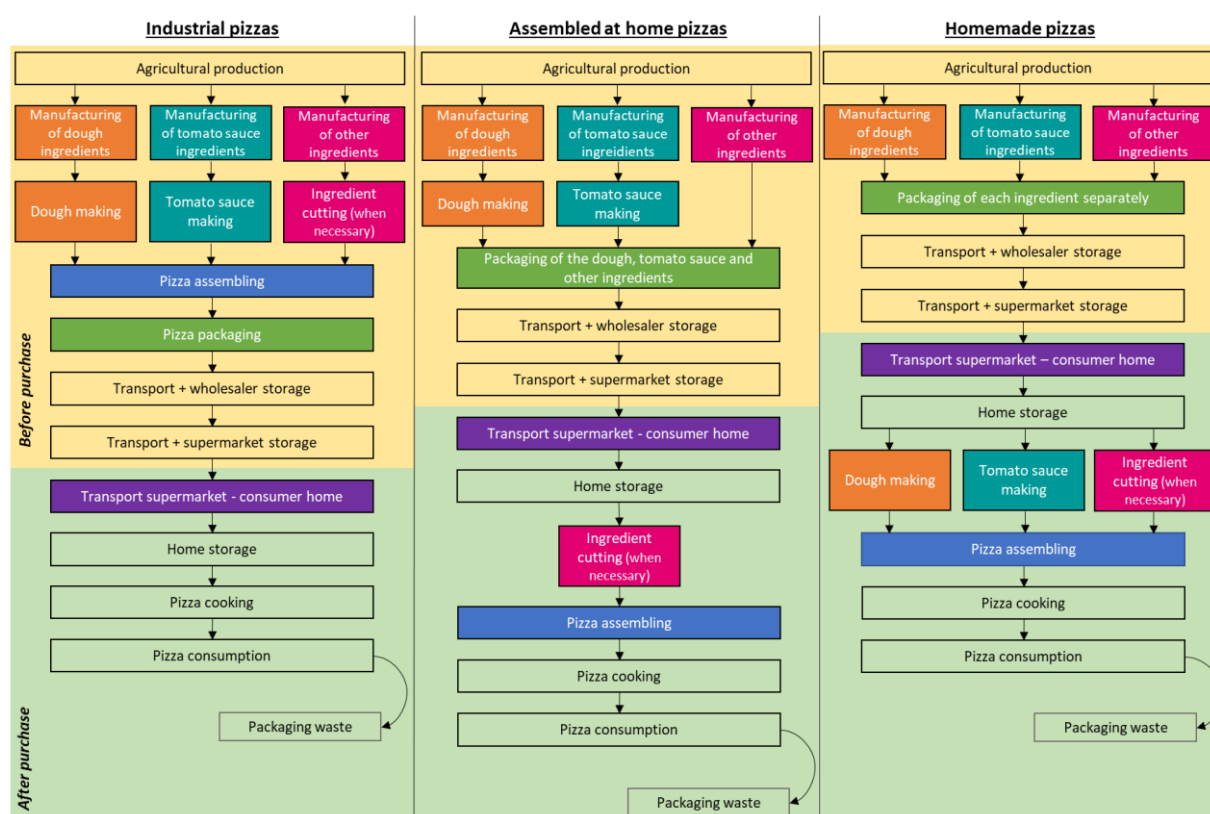 Industrial pizzas
Agricultural production
Manufacturing
of dough
ingredients
Manufacturing
of tomato sauce
ingredients
Manufacturing
of other
ingredients
Dough making
Tomato sauce
making
Ingredient
cutting (when
necessary)
Pizza assembling
Pizza packaging
Transport + wholesaler storage
Transport + supermarket storage
Transport supermarket - consumer home
Home storage
Pizza cooking
Pizza consumption
Packaging waste
Before purchase
After purchase
Assembled at home pizzas
Agricultural production
Manufacturing
of dough
ingredients
Manufacturing
of tomato sauce
ingreidients
Manufacturing
of other
ingredients
Dough making
Tomato sauce
making
Packaging of the dough, tomato sauce and
other ingredients
Transport + wholesaler storage
Transport + supermarket storage
Transport supermarket - consumer home
Home storage
Ingredient
cutting (when
necessary)
Pizza assembling
Pizza cooking
Pizza consumption
Packaging waste
Homemade pizzas
Agricultural production
Manufacturing
of dough
ingredients
Manufacturing
of tomato sauce
ingredients
Manufacturing
of other
ingredients
Packaging of each ingredient separately
Transport + wholesaler storage
Transport + supermarket storage
Transport supermarket – consumer home
Home storage
Dough making
Tomato sauce
making
Ingredient
cutting (when
necessary)
Pizza assembling
Pizza cooking
Pizza consumption
Packaging waste